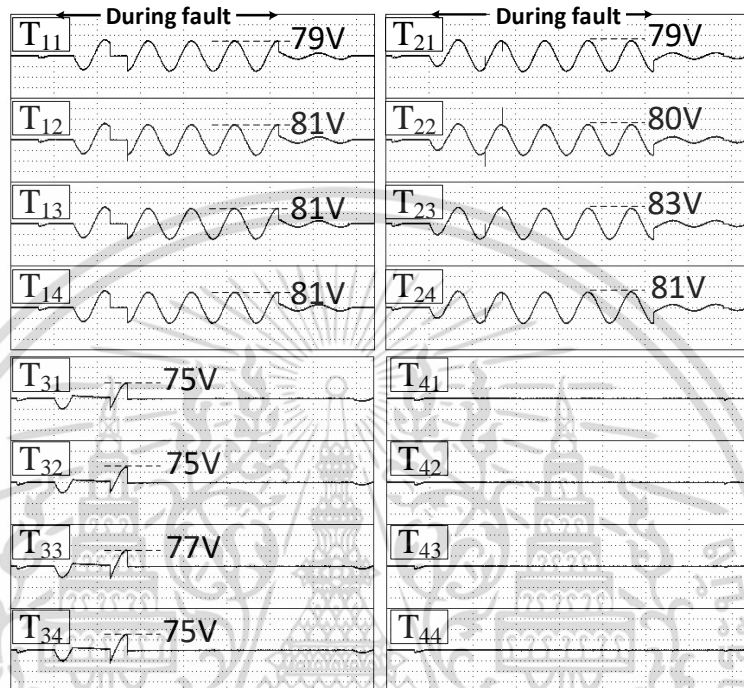 During fault
T11
79V
T12
81V
T13
81V
T14
81V
During fault
T21
79V
T22
80V
T23
83V
T24
81V
T31
75V
T32
75V
T33
77V
T34
75V
T41
T42
T43
T44